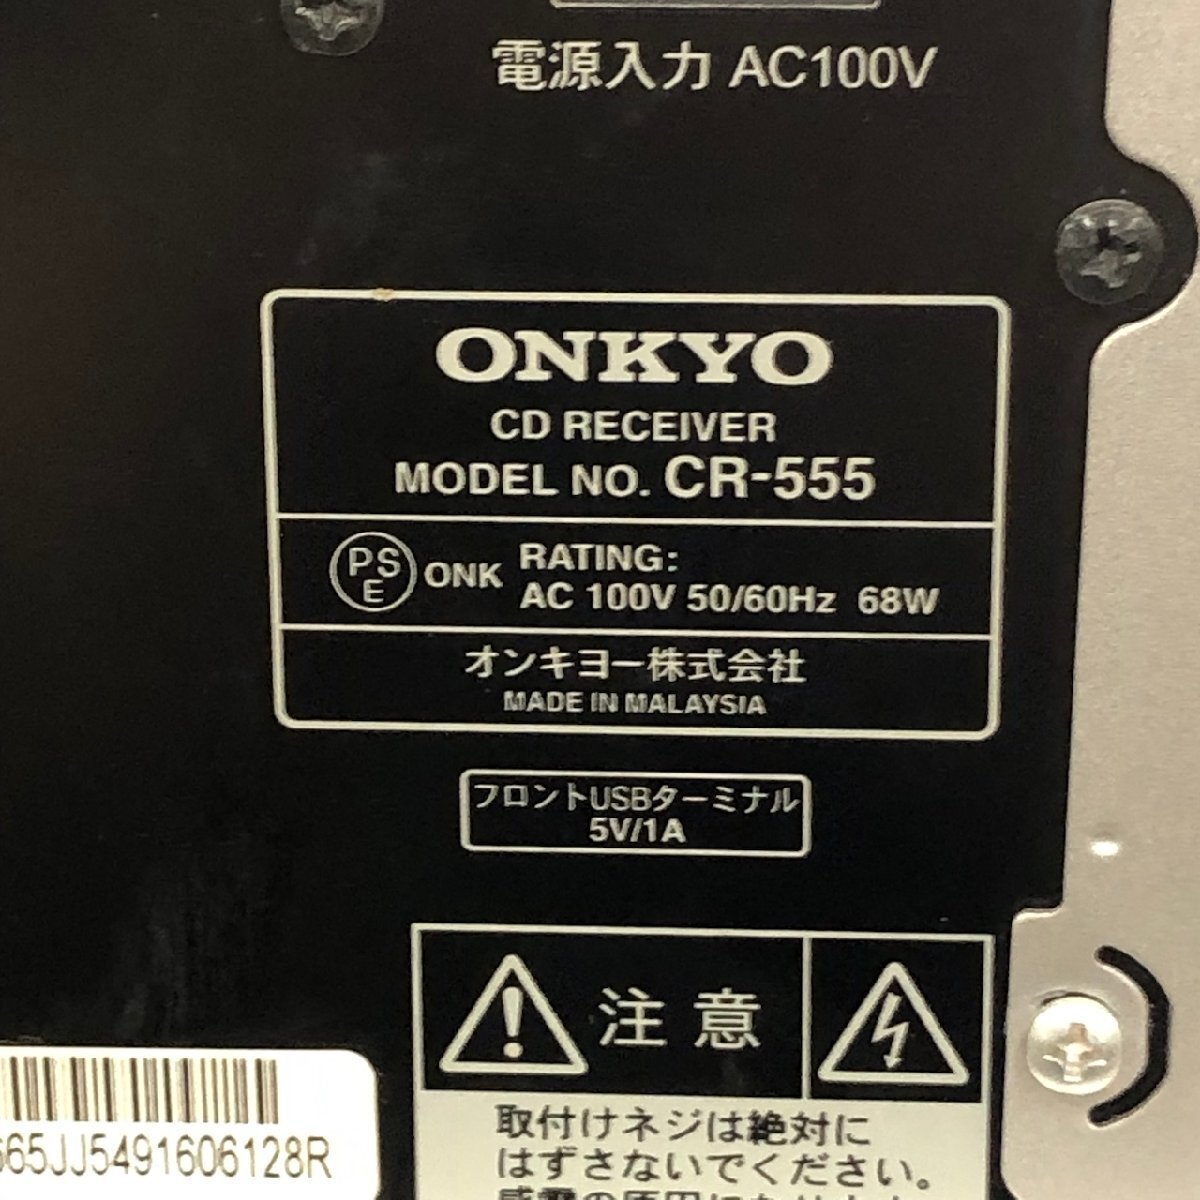 電源入力 AC100V
ONKYO
CD RECEIVER
MODEL NO. CR-555
PSE ONK
RATING:
AC 100V 50/60Hz 68W
オンキヨー株式会社
MADE IN MALAYSIA
フロントUSBターミナル
5V/1A
注意
取付けネジは絶対に
はずさないでください。
65JJ5491606128R